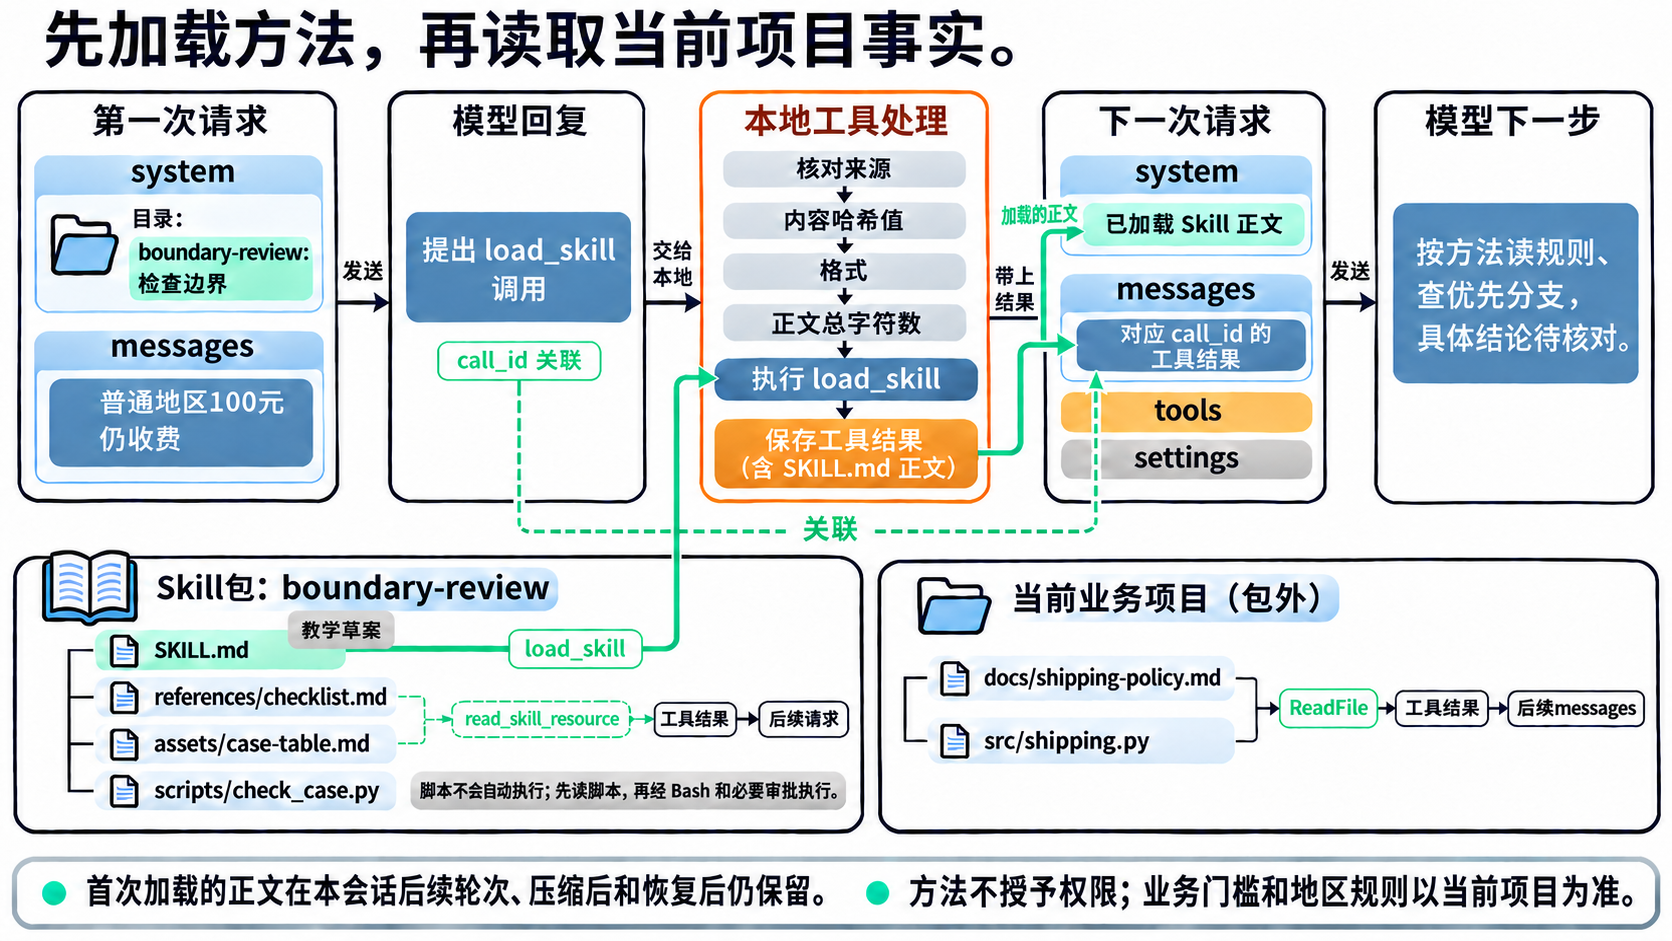 先加载方法，再读取当前项目事实。
第一次请求
system
目录：
boundary-review:
检查边界
messages
普通地区100元
仍收费
发送
模型回复
提出 load_skill
调用
call_id 关联
交给
本地
本地工具处理
核对来源
内容哈希值
格式
正文总字符数
执行 load_skill
保存工具结果
（含 SKILL.md 正文）
带上
结果
加载的正文
下一次请求
system
已加载 Skill 正文
messages
对应 call_id 的
工具结果
tools
settings
发送
模型下一步
按方法读规则、
查优先分支，
具体结论待核对。
关联
Skill包：boundary-review
教学草案
SKILL.md
load_skill
references/checklist.md
assets/case-table.md
read_skill_resource
工具结果
后续请求
scripts/check_case.py
脚本不会自动执行；先读脚本，再经 Bash 和必要审批执行。
当前业务项目（包外）
docs/shipping-policy.md
src/shipping.py
ReadFile
工具结果
后续messages
首次加载的正文在本会话后续轮次、压缩后和恢复后仍保留。
方法不授予权限；业务门槛和地区规则以当前项目为准。